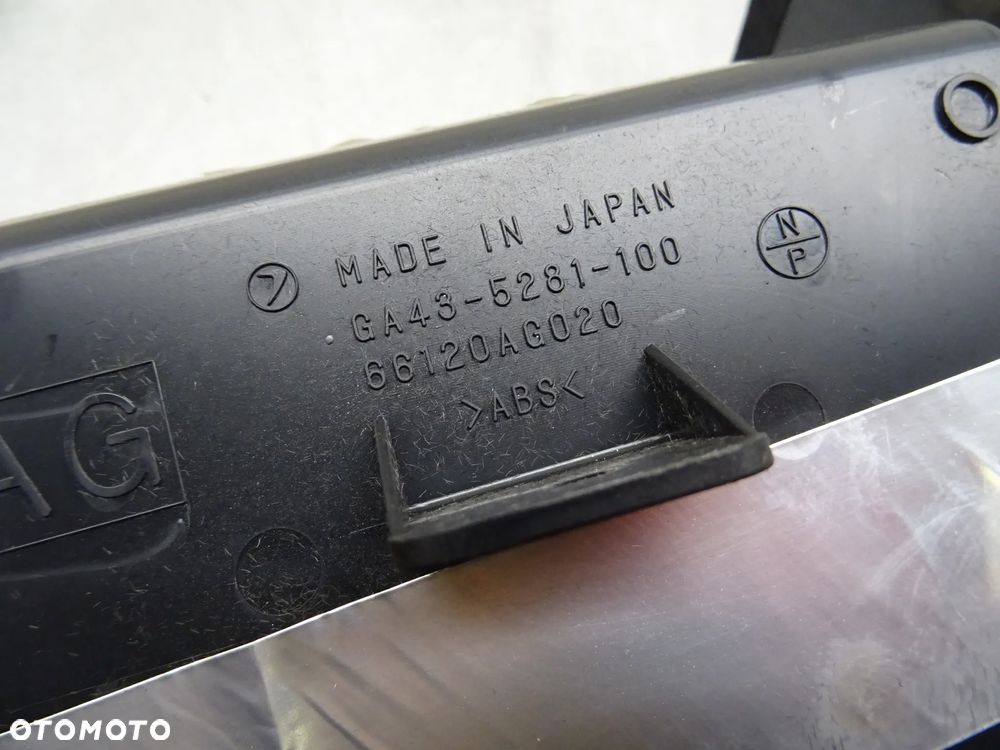 MADE IN JAPAN
GA43-5281-100
66120AG020
>ABS<
N
P
AG
OTOMOTO